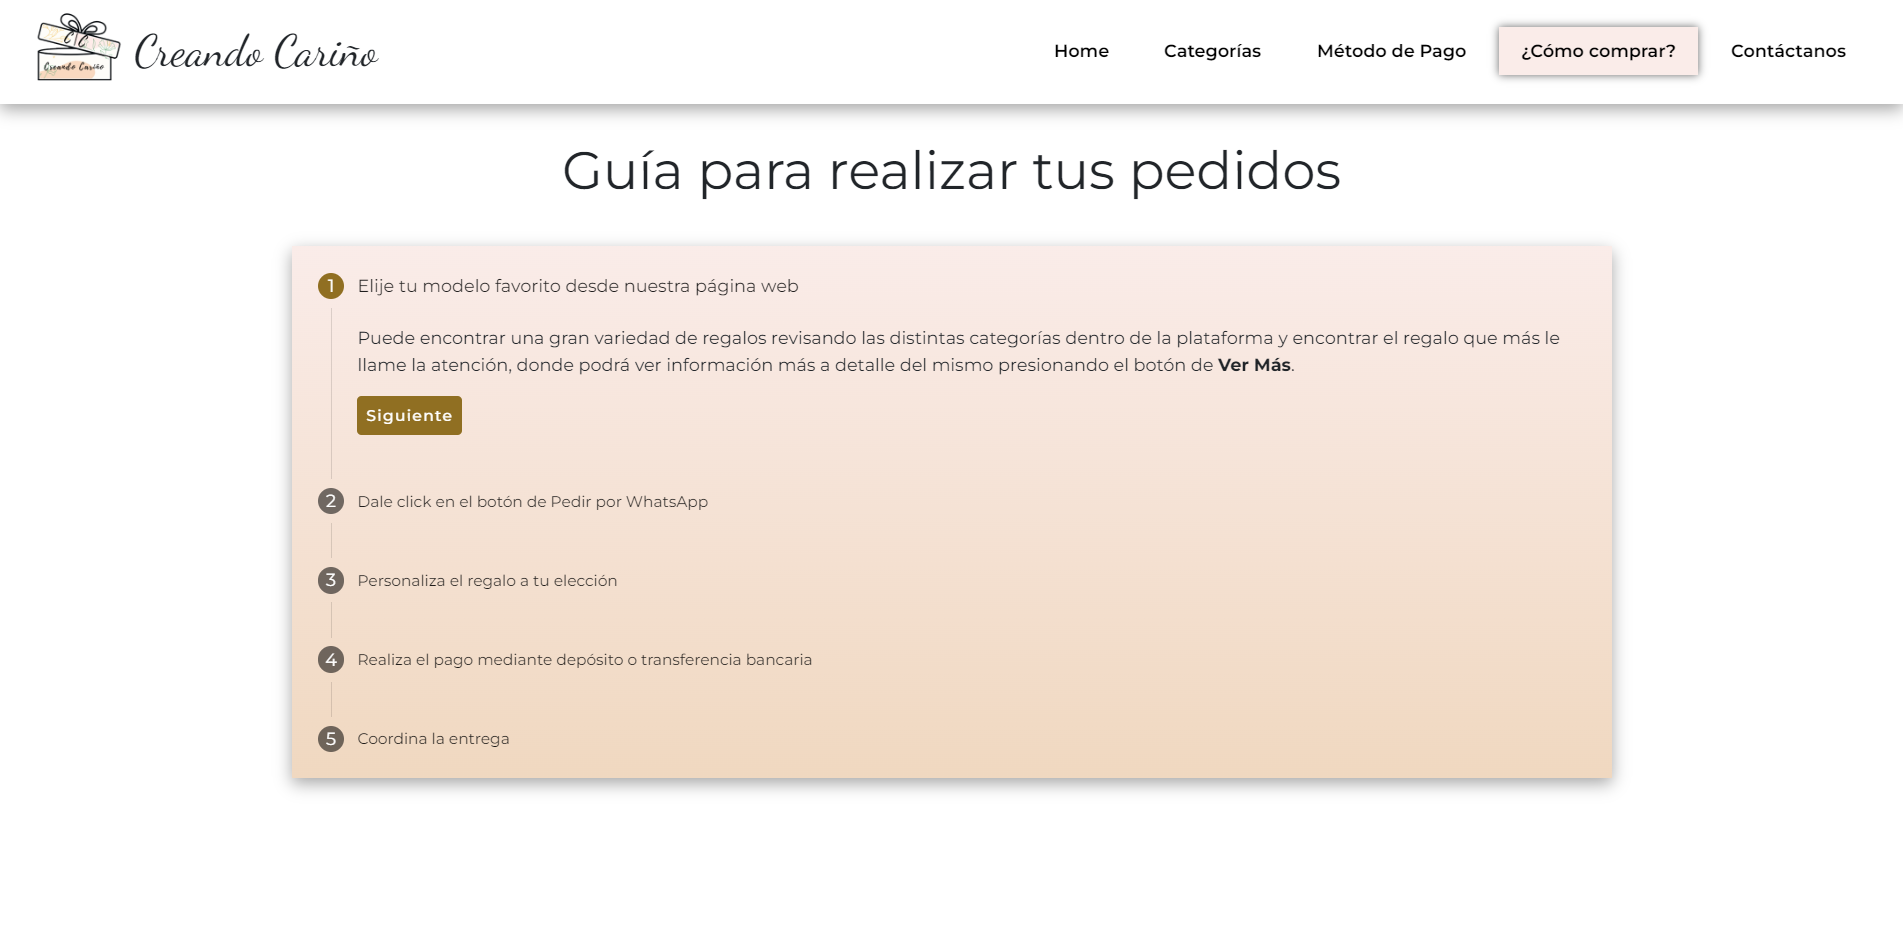 CC
Creando Cariño
Creando Cariño
Home
Categorías
Método de Pago
¿Cómo comprar?
Contáctanos
Guía para realizar tus pedidos
1 Elije tu modelo favorito desde nuestra página web
Puede encontrar una gran variedad de regalos revisando las distintas categorías dentro de la plataforma y encontrar el regalo que más le
llame la atención, donde podrá ver información más a detalle del mismo presionando el botón de Ver Más.
Siguiente
2 Dale click en el botón de Pedir por WhatsApp
3 Personaliza el regalo a tu elección
4 Realiza el pago mediante depósito o transferencia bancaria
5 Coordina la entrega